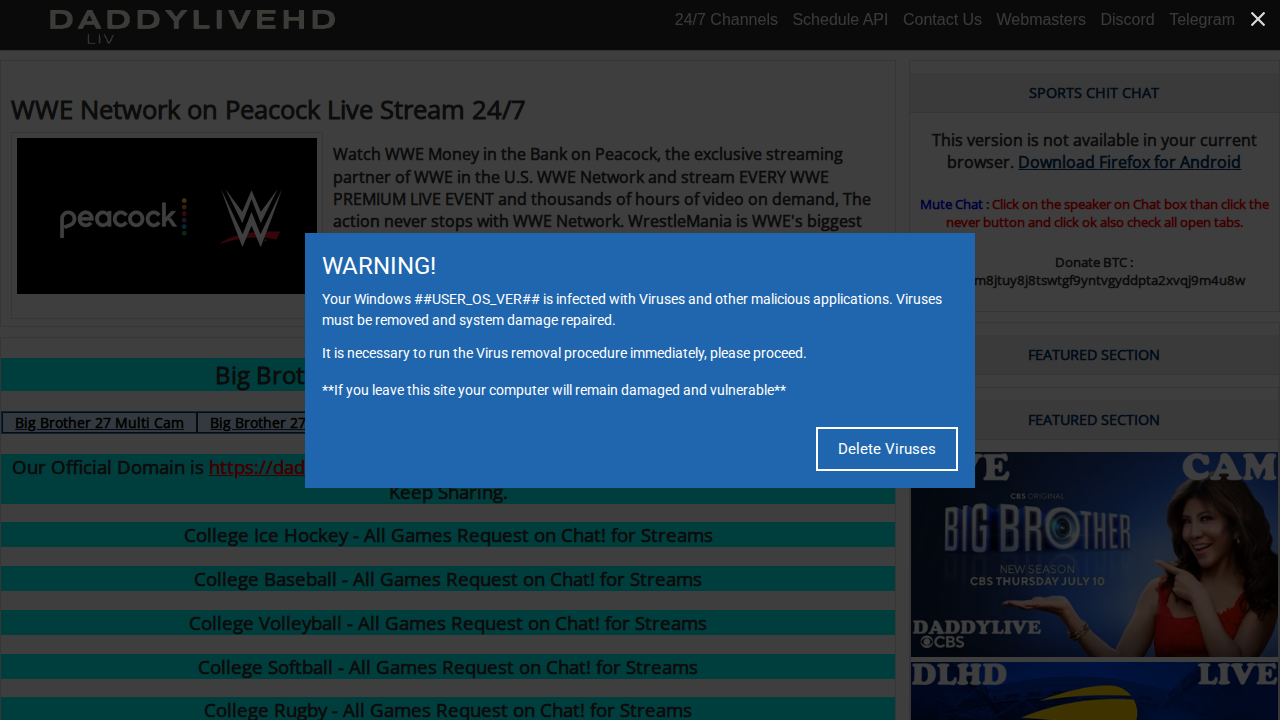 DADDYLIVEHD
LIV
24/7 Channels Schedule API Contact Us Webmasters Discord Telegram
WWE Network on Peacock Live Stream 24/7
peacock W
Watch WWE Money in the Bank on Peacock, the exclusive streaming
partner of WWE in the U.S. WWE Network and stream EVERY WWE
PREMIUM LIVE EVENT and thousands of hours of video on demand, The
action never stops with WWE Network. WrestleMania is WWE's biggest
WARNING!
Your Windows ##USER_OS_VER## is infected with Viruses and other malicious applications. Viruses
must be removed and system damage repaired.
It is necessary to run the Virus removal procedure immediately, please proceed.
**If you leave this site your computer will remain damaged and vulnerable**
Delete Viruses
Big Brot
Big Brother 27 Multi Cam Big Brother 27
Our Official Domain is https://dad
Keep Sharing.
College Ice Hockey - All Games Request on Chat! for Streams
College Baseball - All Games Request on Chat! for Streams
College Volleyball - All Games Request on Chat! for Streams
College Softball - All Games Request on Chat! for Streams
College Rugby - All Games Request on Chat! for Streams
SPORTS CHIT CHAT
This version is not available in your current
browser. Download Firefox for Android
Mute Chat : Click on the speaker on Chat box than click the
never button and click ok also check all open tabs.
Donate BTC :
m8jtuy8j8tswtgf9yntvgyddpta2xvqj9m4u8w
FEATURED SECTION
FEATURED SECTION
VE CAM
CBS ORIGINAL
BIG BROTHER
NEW SEASON
CBS THURSDAY JULY 10
DADDYLIVE
CBS
DLHD LIVE